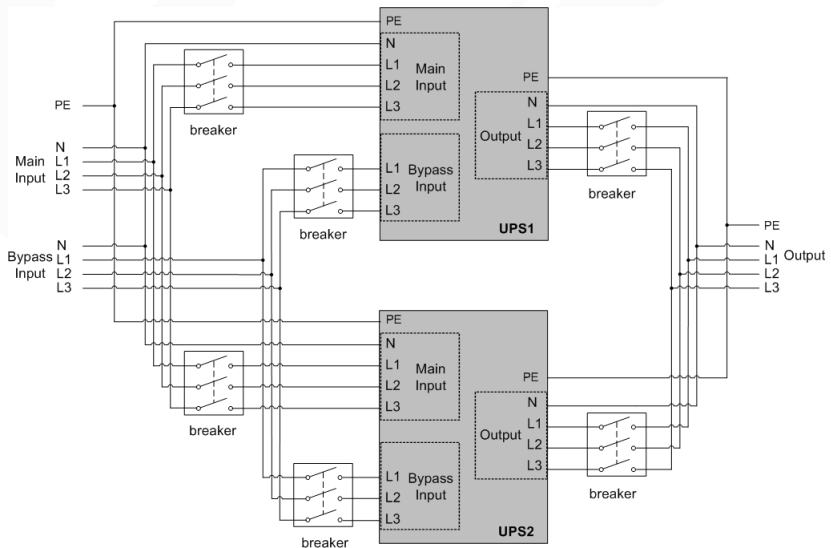 PE
N
L1
L2
L3
Main
Input
breaker
PE
N
L1
L2
L3
Output
breaker
L1
L2
L3
Bypass
Input
breaker
UPS1
PE
N
Main L1
Input L2
L3
N
Bypass L1
Input L2
L3
PE
N
L1 Output
L2
L3
PE
N
L1
L2
L3
Main
Input
breaker
PE
N
L1
L2
L3
Output
breaker
L1
L2
L3
Bypass
Input
breaker
UPS2